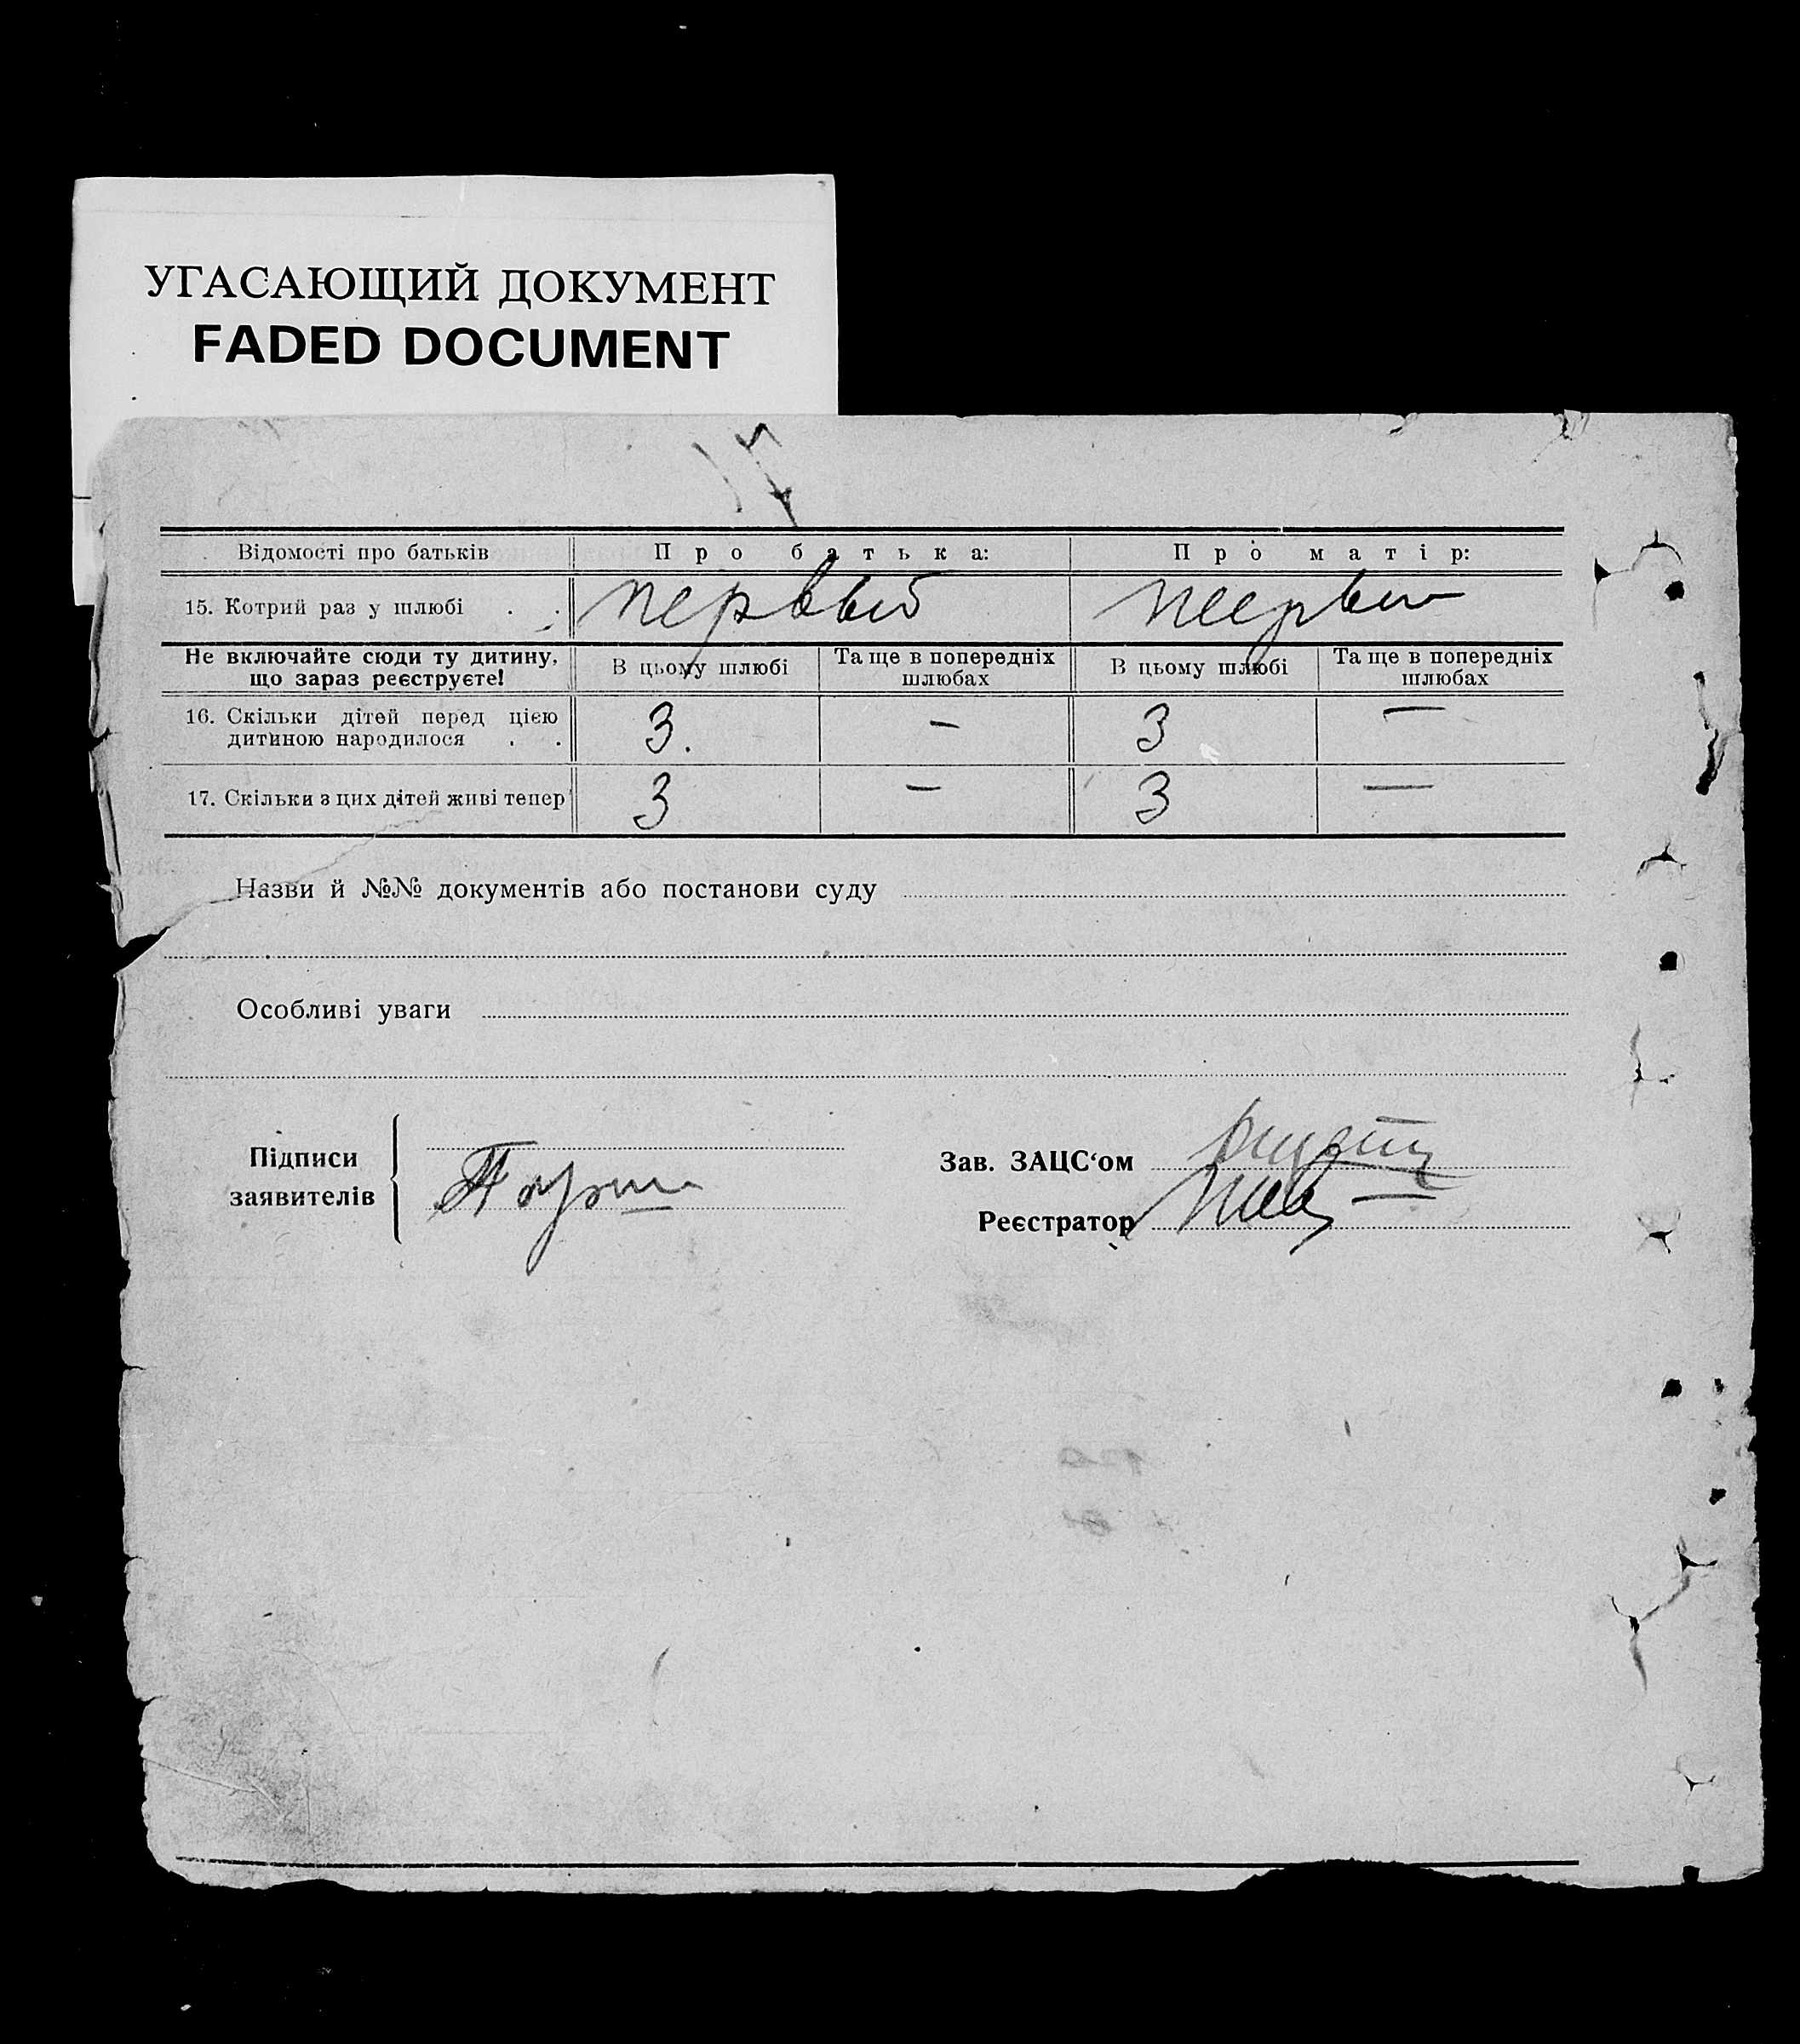 УГАСАЮЩИЙ ДОКУМЕНТ
FADED DOCUMENT
Відомості про батьків Про батька: Про матір:
15. Котрий раз у шлюбі . . первый первый
Не включайте сюди ту дитину, що зараз реєструєте! В цьому шлюбі Та ще в попередніх шлюбах В цьому шлюбі Та ще в попередніх шлюбах
16. Скільки дітей перед цією
дитиною народилося . . 3. — 3 —
17. Скільки з цих дітей живі тепер 3 — 3 —
Назви й №№ документів або постанови суду
Особливі уваги
Підписи
заявителів
Зав. ЗАЦС‘ом
Реєстратор